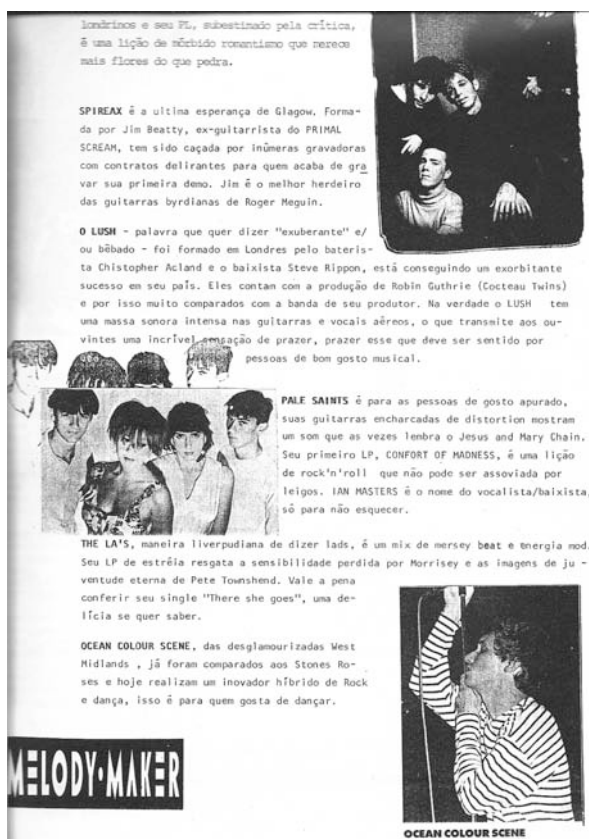 londrinos e seu PL, subestimado pela crítica,
é uma lição de mórbido romantismo que merece
mais flores do que pedra.
SPIREAX é a ultima esperança de Glagow. Forma-
da por Jim Beatty, ex-guitarrista do PRIMAL
SCREAM, tem sido caçada por inúmeras gravadoras
com contratos delirantes para quem acaba de gra
var sua primeira demo. Jim é o melhor herdeiro
das guitarras byrdianas de Roger Meguin.
O LUSH - palavra que quer dizer "exuberante" e/
ou bêbado - foi formado em Londres pelo bateris-
ta Chistopher Acland e o baixista Steve Rippon, está conseguindo um exorbitante
sucesso em seu país. Eles contam com a produção de Robin Guthrie (Cocteau Twins)
e por isso muito comparados com a banda de seu produtor. Na verdade o LUSH tem
uma massa sonora intensa nas guitarras e vocais aéreos, o que transmite aos ou-
vintes uma incrível sensação de prazer, prazer esse que deve ser sentido por
pessoas de bom gosto musical.
PALE SAINTS é para as pessoas de gosto apurado,
suas guitarras encharcadas de distortion mostram
um som que as vezes lembra o Jesus and Mary Chain.
Seu primeiro LP, CONFORT OF MADNESS, é uma lição
de rock'n'roll que não pode ser assoviada por
leigos. IAN MASTERS é o nome do vocalista/baixista,
só para não esquecer.
THE LA'S, maneira liverpudiana de dizer lads, é um mix de mersey beat e energia mod.
Seu LP de estréia resgata a sensibilidade perdida por Morrisey e as imagens de ju -
ventude eterna de Pete Townshend. Vale a pena
conferir seu single "There she goes", uma de-
lícia se quer saber.
OCEAN COLOUR SCENE, das desglamourizadas West
Midlands , já foram comparados aos Stones Ro-
ses e hoje realizam um inovador híbrido de Rock
e dança, isso é para quem gosta de dançar.
MELODY·MAKER
OCEAN COLOUR SCENE